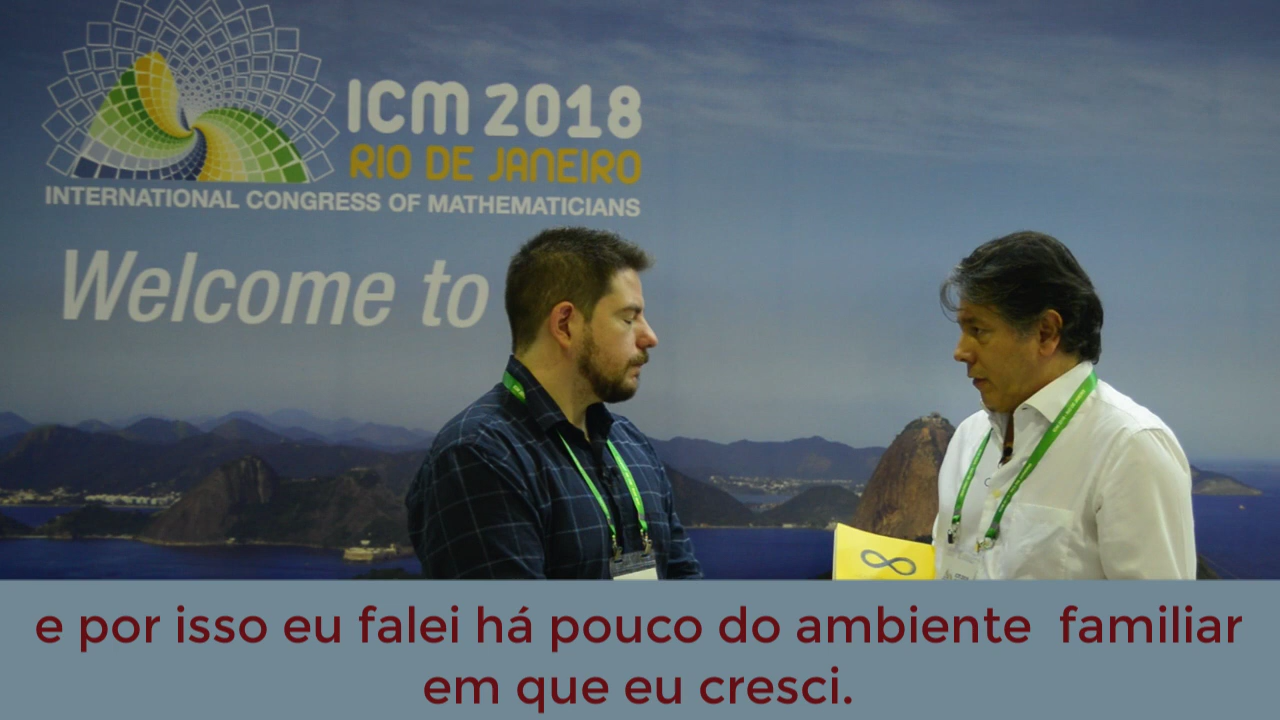 ICM 2018
RIO DE JANEIRO
INTERNATIONAL CONGRESS OF MATHEMATICIANS
Welcome to
e por isso eu falei há pouco do ambiente familiar
em que eu cresci.